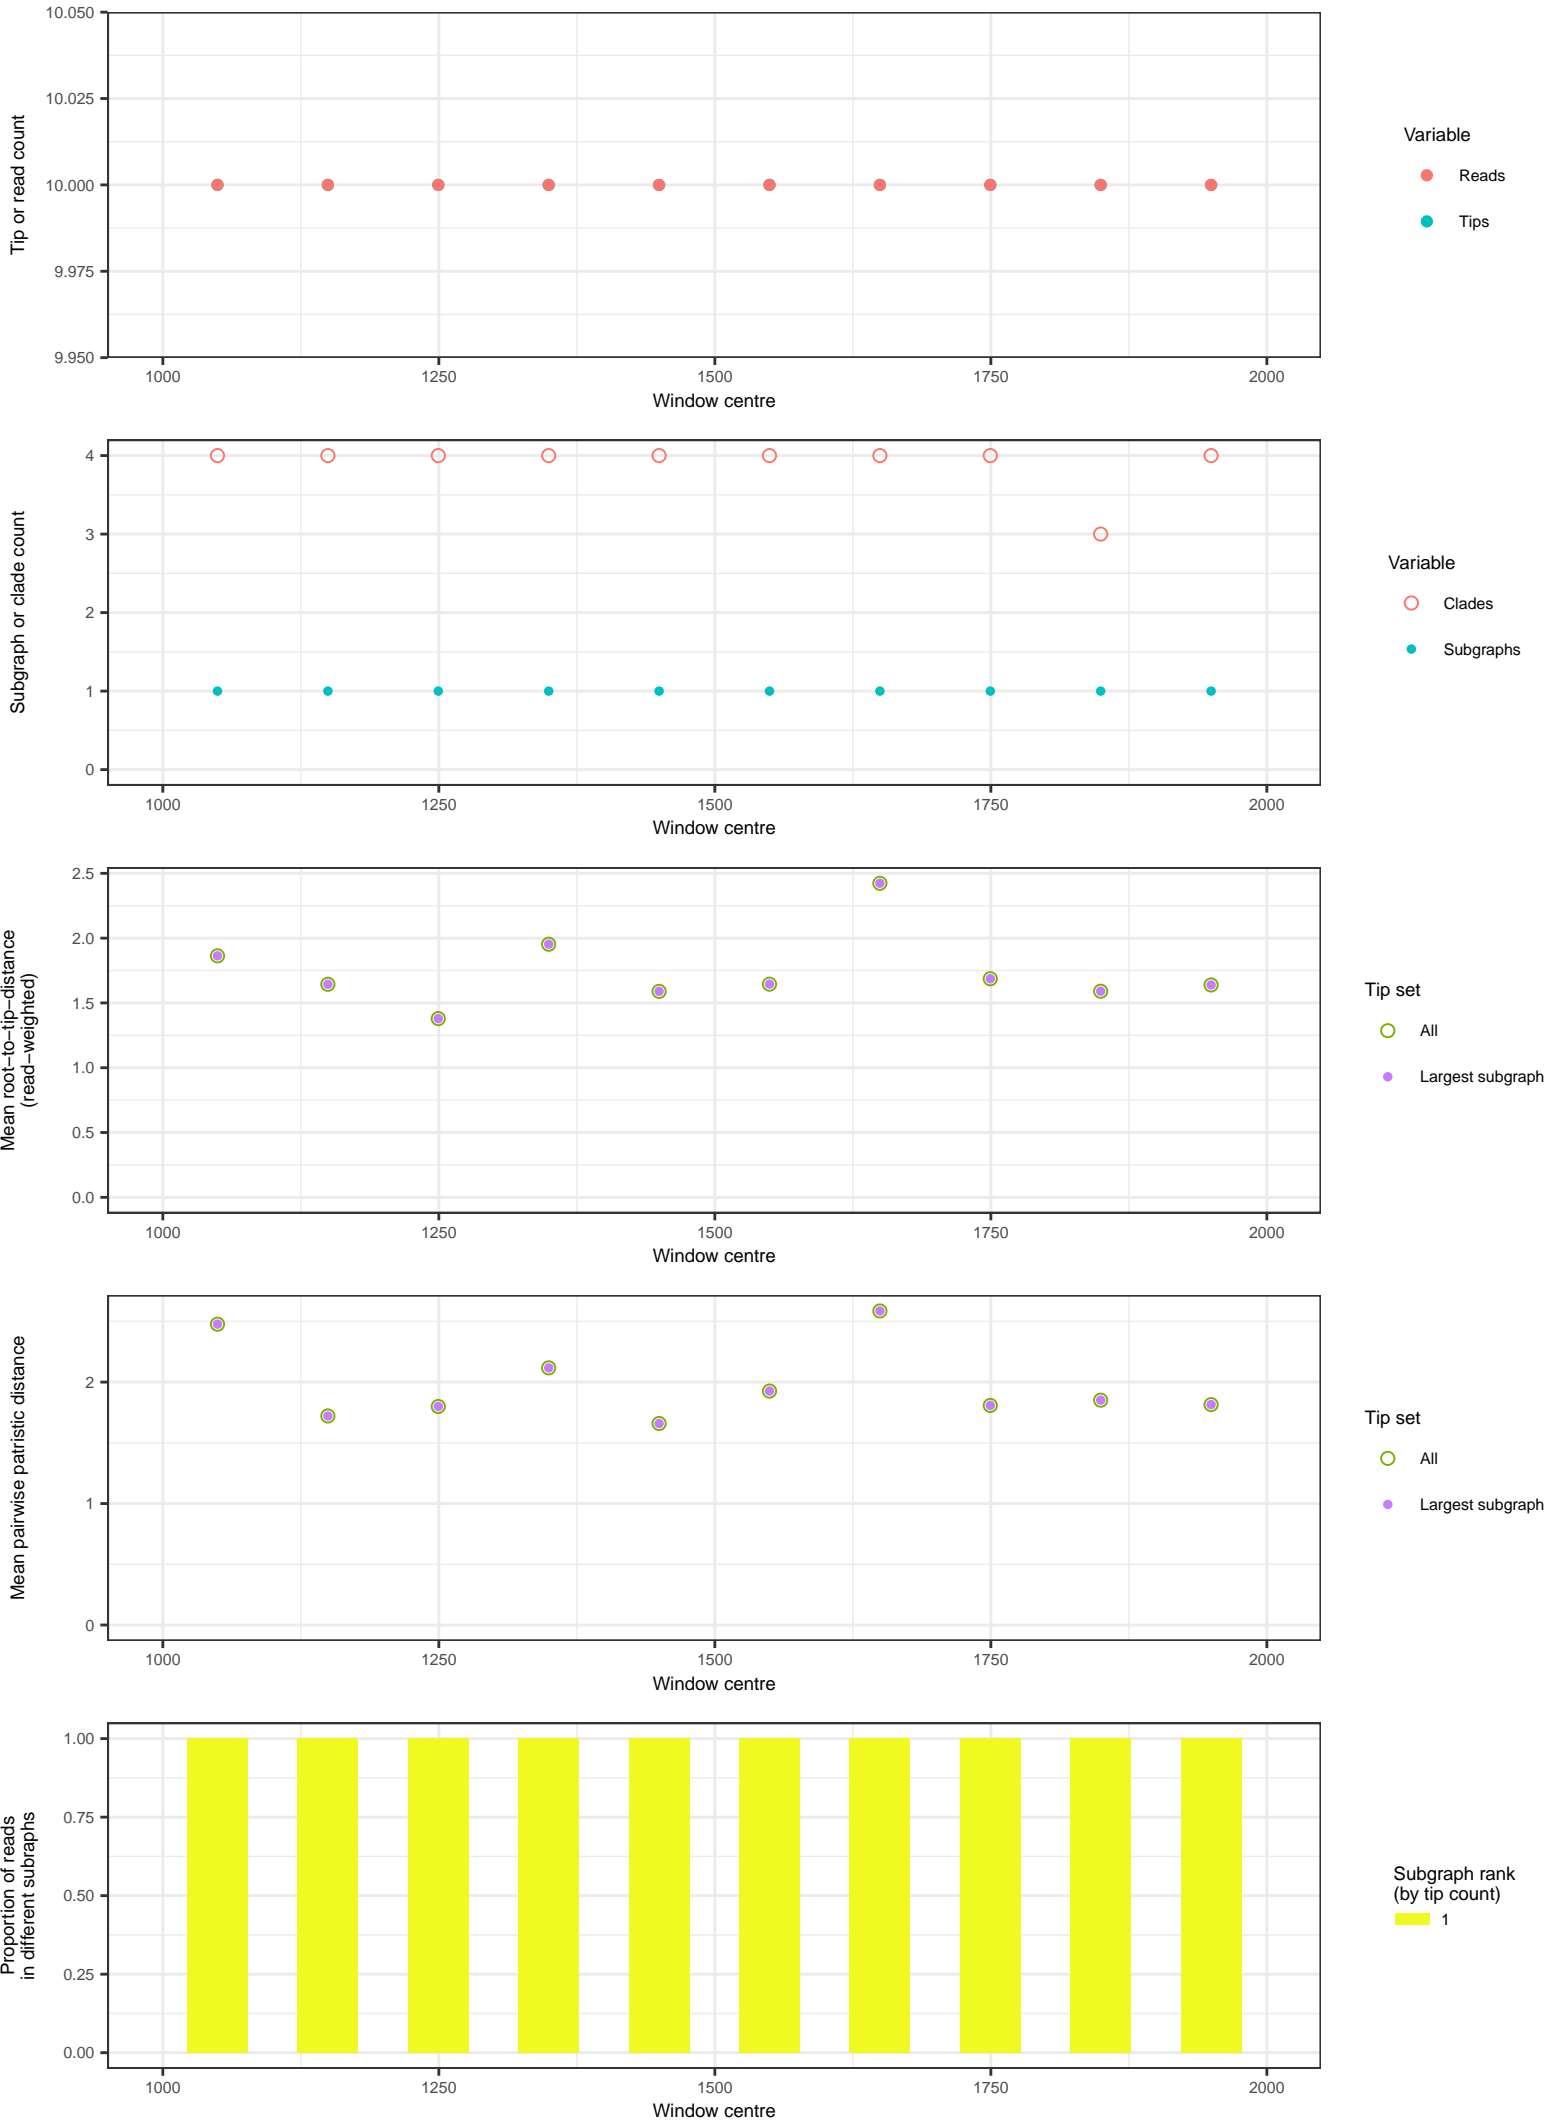 10.050
10.025
10.000
9.975
9.950
Tip or read count
1000 1250 1500 1750 2000
Window centre
Variable
Reads
Tips
4
3
2
1
0
Subgraph or clade count
1000 1250 1500 1750 2000
Window centre
Variable
Clades
Subgraphs
2.5
2.0
1.5
1.0
0.5
0.0
Mean root−to−tip−distance
(read−weighted)
1000 1250 1500 1750 2000
Window centre
Tip set
All
Largest subgraph
2
1
0
Mean pairwise patristic distance
1000 1250 1500 1750 2000
Window centre
Tip set
All
Largest subgraph
1.00
0.75
0.50
0.25
0.00
Proportion of reads
in different subraphs
1000 1250 1500 1750 2000
Window centre
Subgraph rank
(by tip count)
1